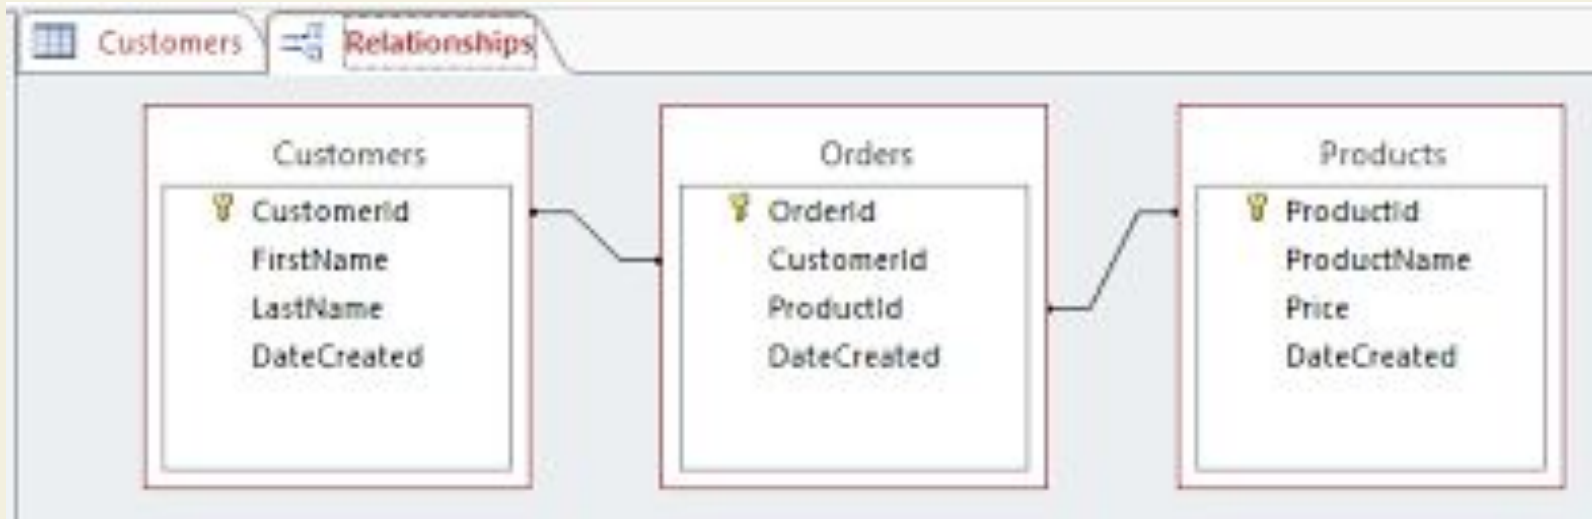 Customers Relationships
Customers
CustomerId
FirstName
LastName
DateCreated
Orders
OrderId
CustomerId
ProductId
DateCreated
Products
ProductId
ProductName
Price
DateCreated